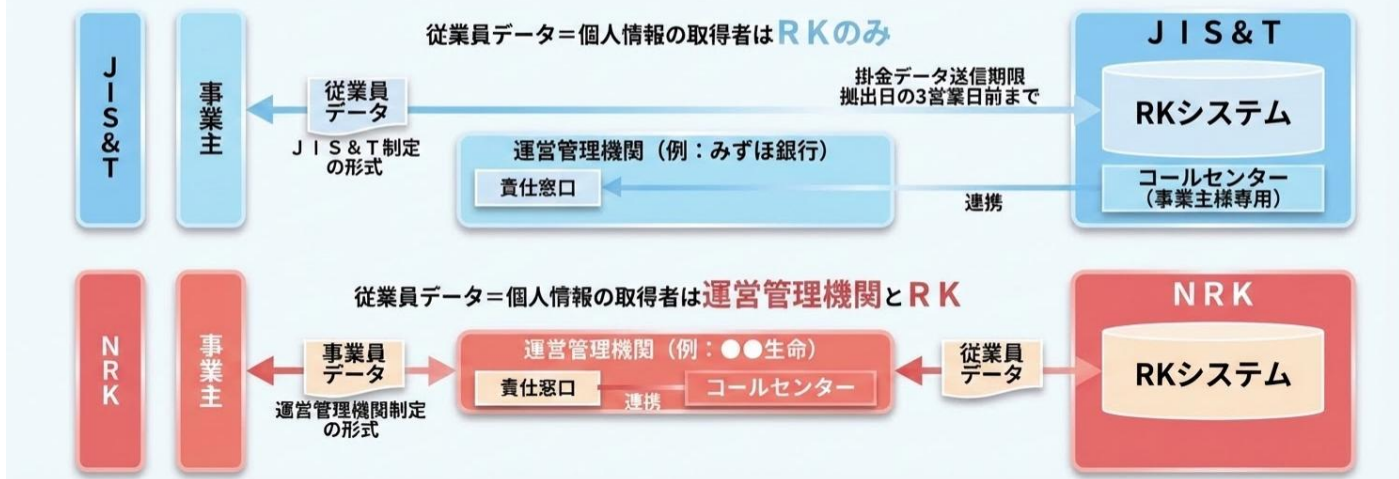 従業員データ=個人情報の取得者はRKのみ
JIS&T
事業主
従業員
データ
JIS&T制定
の形式
掛金データ送信期限
拠出日の3営業日前まで
運営管理機関(例:みずほ銀行)
責仕窓口
連携
JIS&T
RKシステム
コールセンター
(事業主様専用)
従業員データ=個人情報の取得者は運営管理機関とRK
NRK
事業主
事業員
データ
運営管理機関制定
の形式
運営管理機関(例:●●生命)
責仕窓口
連携
コールセンター
従業員
データ
NRK
RKシステム